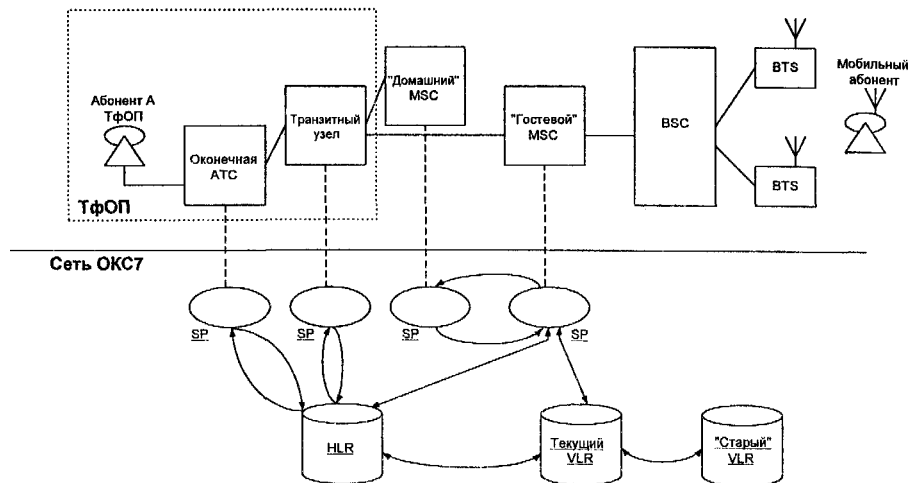 Абонент А
ТфОП
Оконечная
АТС
ТфОП
Транзитный
узел
"Домашний"
MSC
"Гостевой"
MSC
BSC
BTS
BTS
Мобильный
абонент
Сеть ОКС7
SP
SP
SP
SP
HLR
Текущий
VLR
"Старый"
VLR